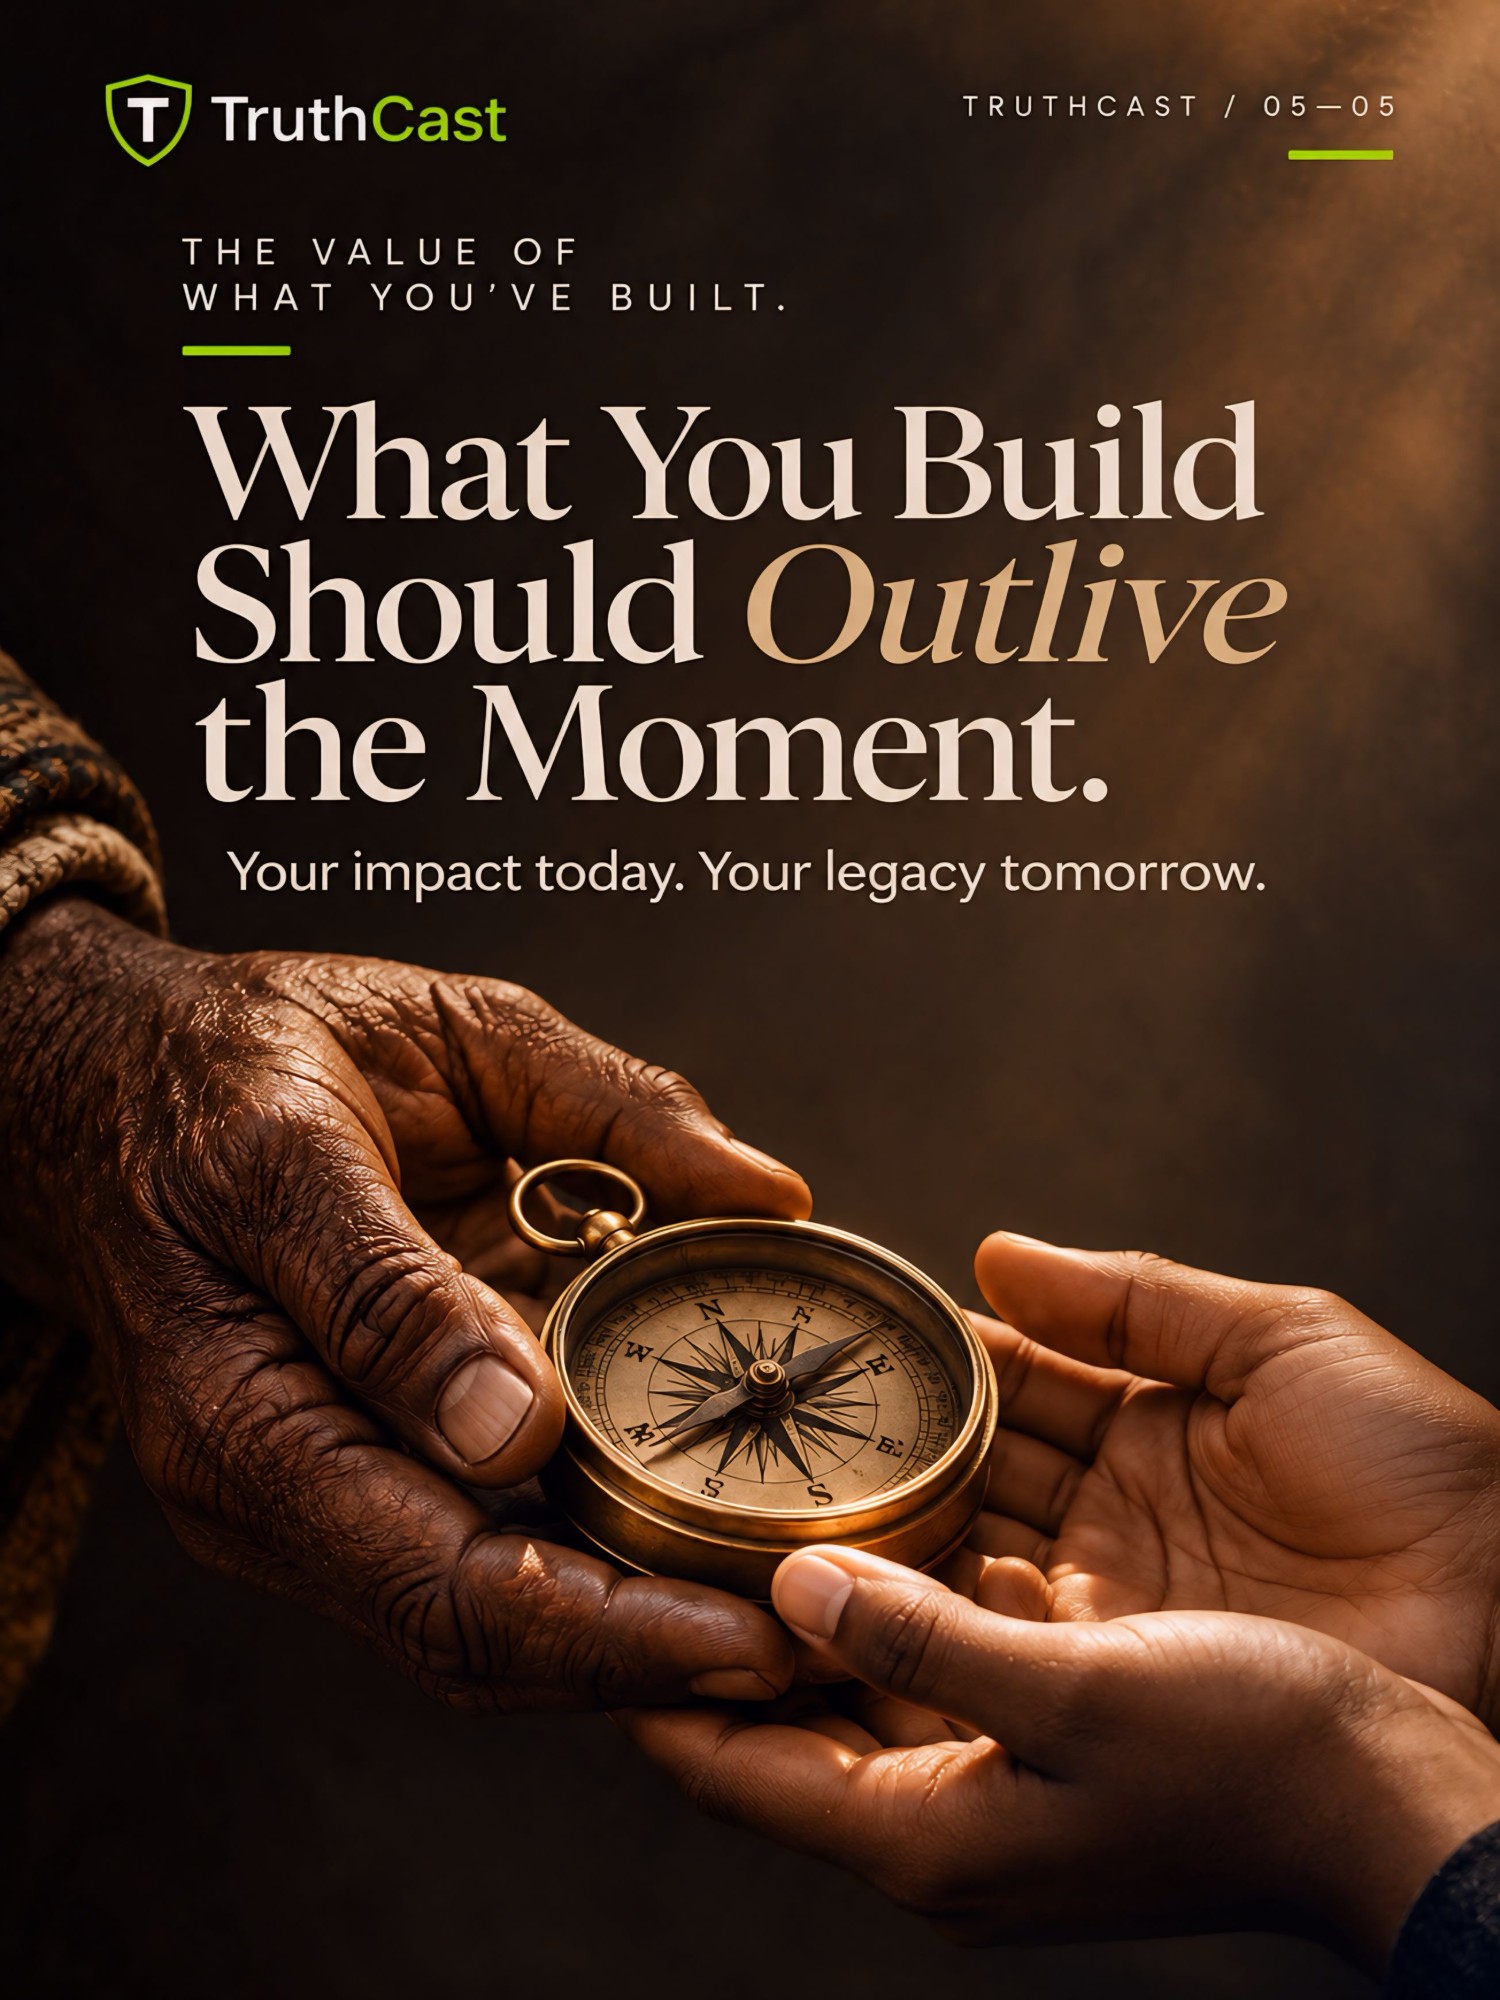 T TruthCast
TRUTHCAST / 05—05
THE VALUE OF
WHAT YOU’VE BUILT.
What You Build
Should Outlive
the Moment.
Your impact today. Your legacy tomorrow.
N
W
E
S
S